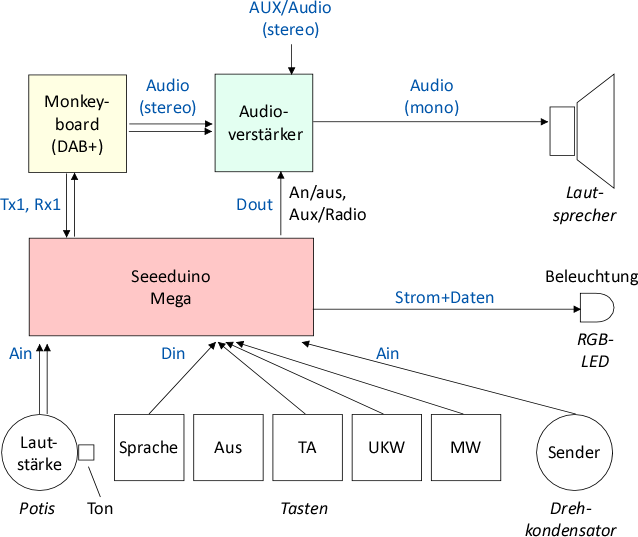 AUX/Audio
(stereo)
Monkey-
board
(DAB+)
Audio
(stereo)
Audio-
verstärker
Audio
(mono)
Laut-
sprecher
Tx1, Rx1
Dout
An/aus,
Aux/Radio
Seeeduino
Mega
Strom+Daten
Beleuchtung
RGB-
LED
Ain
Din
Ain
Laut-
stärke
Sprache
Aus
TA
UKW
MW
Sender
Potis
Ton
Tasten
Dreh-
kondensator